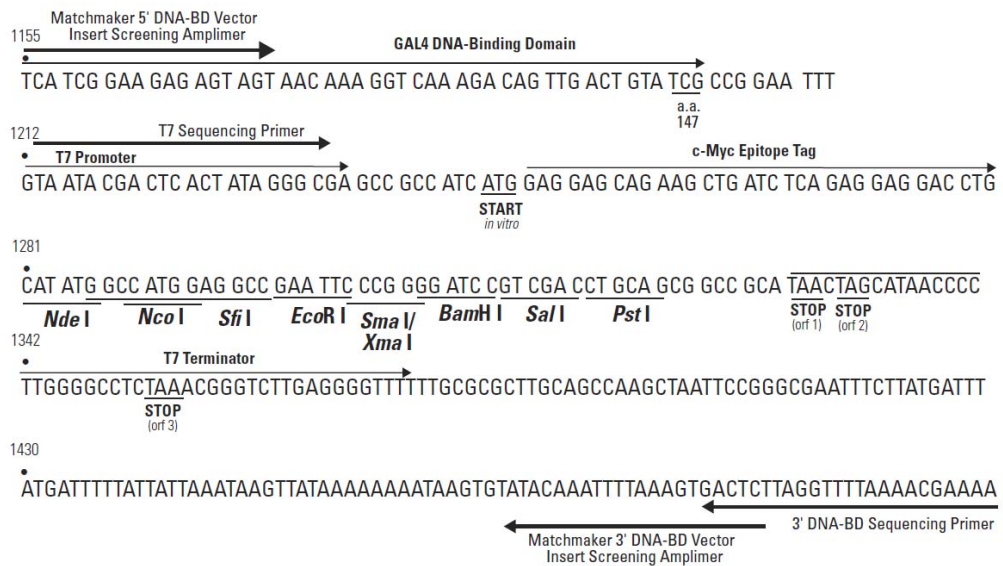 Matchmaker 5' DNA-BD Vector
Insert Screening Amplimer
1155
GAL4 DNA-Binding Domain
TCA TCG GAA GAG AGT AGT AAC AAA GGT CAA AGA CAG TTG ACT GTA TCG CCG GAA TTT
a.a.
147
1212
T7 Sequencing Primer
T7 Promoter
c-Myc Epitope Tag
GTA ATA CGA CTC ACT ATA GGG CGA GCC GCC ATC ATG GAG GAG CAG AAG CTG ATC TCA GAG GAG GAC CTG
START
in vitro
1281
CAT ATG GCC ATG GAG GCC GAA TTC CCG GGG ATC CGT CGA CCT GCA GCG GCC GCA TAACTAGCATAACCCC
Nde I
Nco I
Sfi I
EcoR I
Sma I/
Xma I
BamH I
Sal I
Pst I
STOP
(orf 1)
STOP
(orf 2)
1342
T7 Terminator
TTGGGGCCTCTAAACGGGTCTTGAGGGGTTTTTTGCGCGCTTGCAGCCAAGCTAATTCCGGGCGAATTTCTTATGATTT
STOP
(orf 3)
1430
ATGATTTTTATTATTAAATAAGTTATAAAAAAAATAAGTGTATACAAATTTTAAAGTGACTCTTAGGTTTTAAAACGAAAA
3' DNA-BD Sequencing Primer
Matchmaker 3' DNA-BD Vector
Insert Screening Amplimer